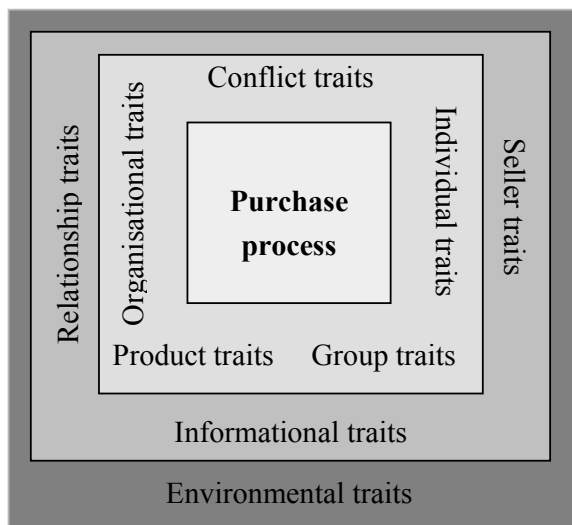 Conflict traits
Relationship traits
Organisational traits
Individual traits
Seller traits
Purchase
process
Product traits
Group traits
Informational traits
Environmental traits